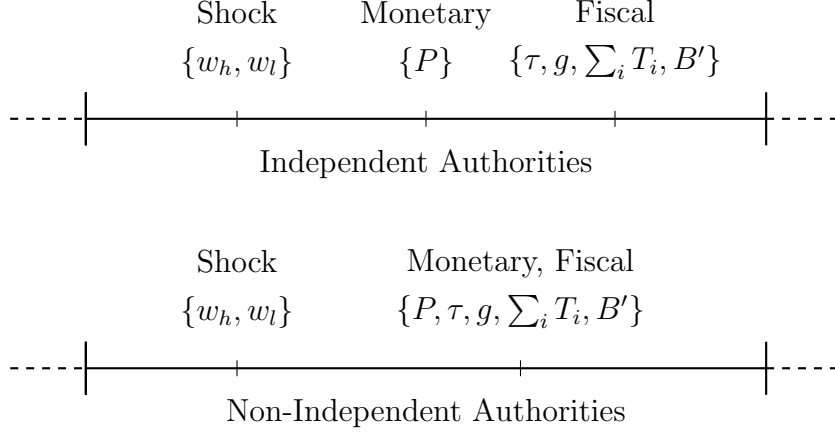 Shock Monetary Fiscal
{w_h, w_l} {P} {τ, g, ∑_i T_i, B'}
Independent Authorities
Shock Monetary, Fiscal
{w_h, w_l} {P, τ, g, ∑_i T_i, B'}
Non-Independent Authorities